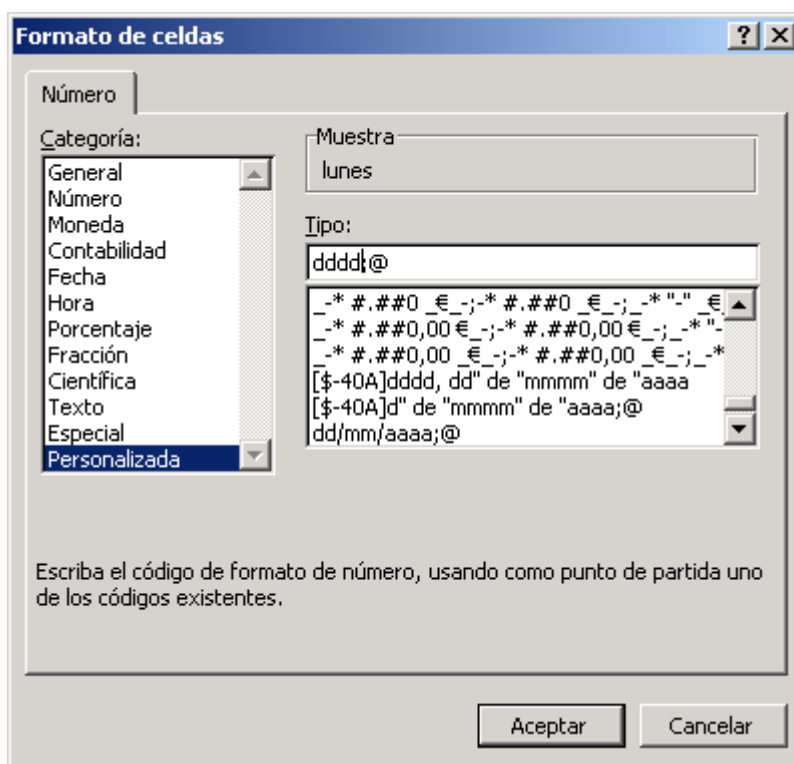 Formato de celdas
Número
Categoría:
General
Número
Moneda
Contabilidad
Fecha
Hora
Porcentaje
Fracción
Científica
Texto
Especial
Personalizada
Muestra
lunes
Tipo:
dddd;@
_-* #.##0 _€_-;-* #.##0 _€_-;_-* "-" _€_
_-* #.##0,00 €_-;-* #.##0,00 €_-;_-* "-
_-* #.##0,00 _€_-;-* #.##0,00 _€_-;_-*
[$-40A]dddd, dd" de "mmmm" de "aaaa
[$-40A]d" de "mmmm" de "aaaa;@
dd/mm/aaaa;@
Escriba el código de formato de número, usando como punto de partida uno
de los códigos existentes.
Aceptar
Cancelar